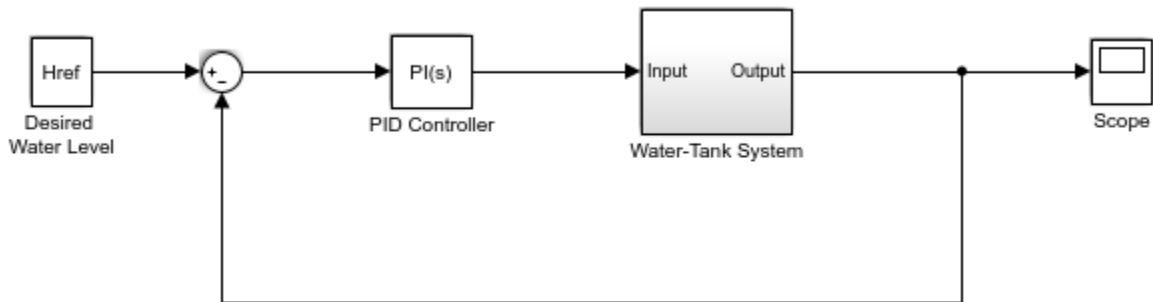 Href
+
-
PI(s)
Input
Output
Desired
Water Level
PID Controller
Water-Tank System
Scope